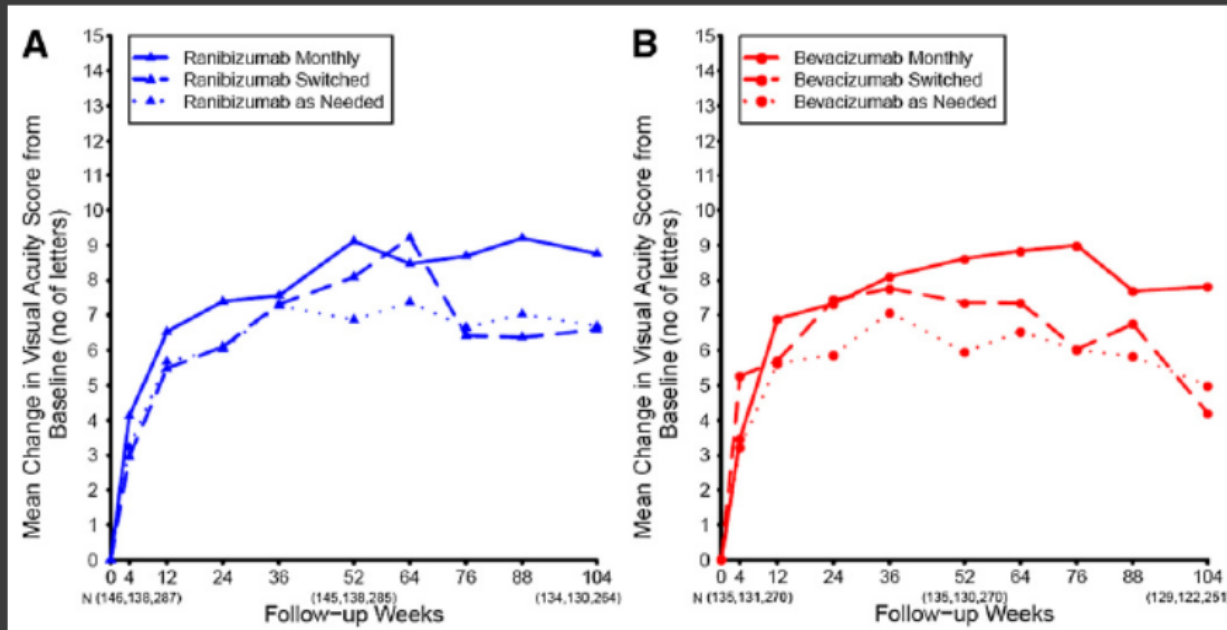 A
Ranibizumab Monthly
Ranibizumab Switched
Ranibizumab as Needed
Mean Change in Visual Acuity Score from
Baseline (no of letters)
15
14
13
12
11
10
9
8
7
6
5
4
3
2
1
0
0 4 12 24 36 52 64 76 88 104
N (146,138,287) (145,138,285) (134,130,264)
Follow-up Weeks
B
Bevacizumab Monthly
Bevacizumab Switched
Bevacizumab as Needed
Mean Change in Visual Acuity Score from
Baseline (no of letters)
15
14
13
12
11
10
9
8
7
6
5
4
3
2
1
0
0 4 12 24 36 52 64 76 88 104
N (135,131,270) (135,130,270) (129,122,251)
Follow-up Weeks